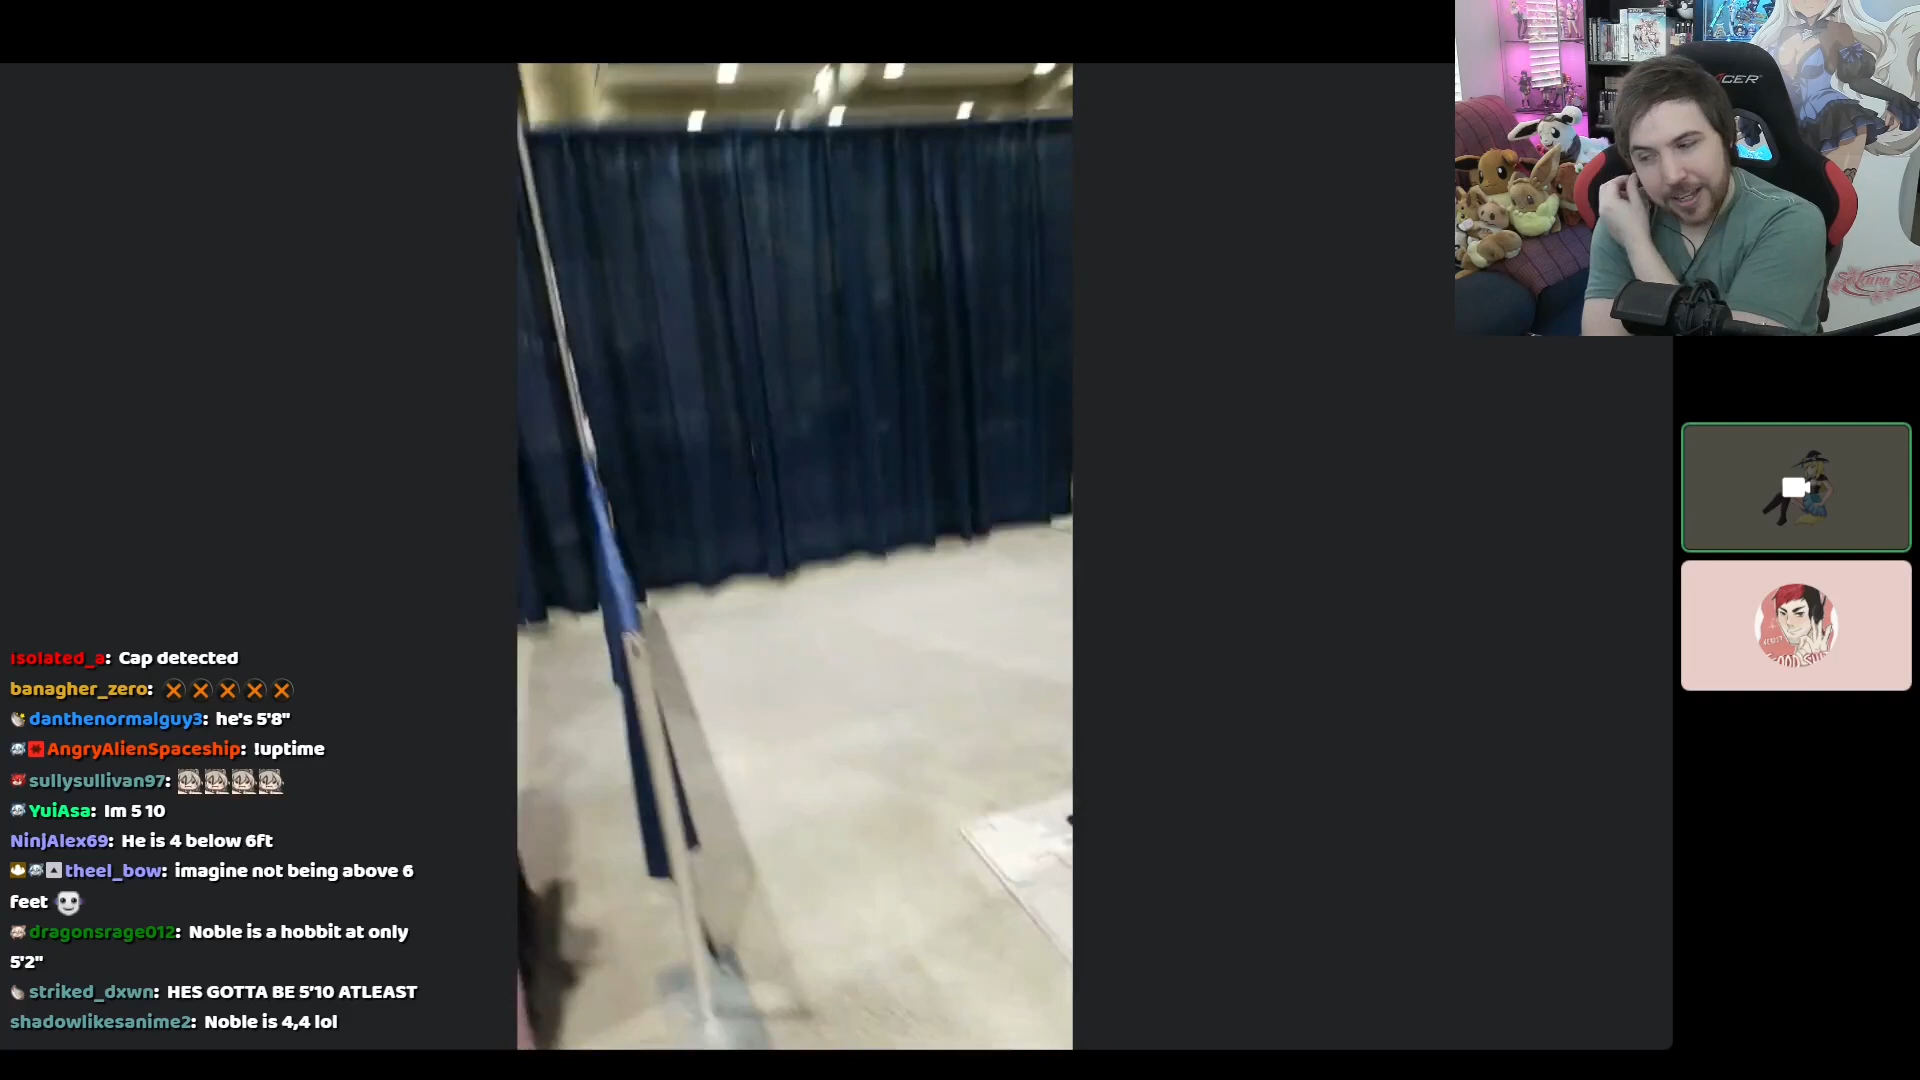 isolated_a: Cap detected
banagher_zero:
danthenormalguy3: he's 5'8"
AngryAlienSpaceship: !uptime
sullysullivan97:
YuiAsa: Im 5 10
NinjAlex69: He is 4 below 6ft
theel_bow: imagine not being above 6
feet
dragonsrage012: Noble is a hobbit at only
5'2"
striked_dxwn: HES GOTTA BE 5'10 ATLEAST
shadowlikesanime2: Noble is 4,4 lol
CER
Sakura